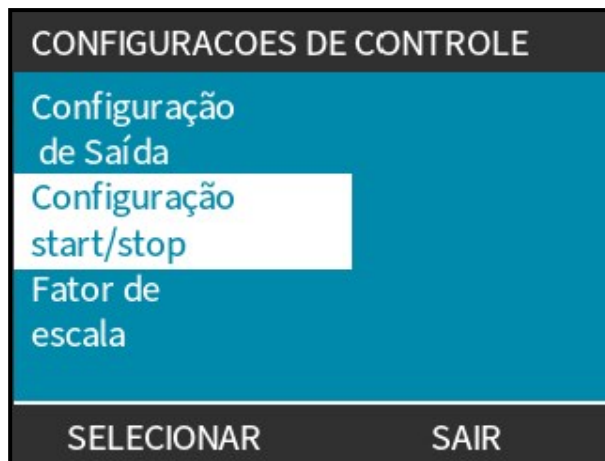 CONFIGURACOES DE CONTROLE
Configuração
de Saída
Configuração
start/stop
Fator de
escala
SELECIONAR SAIR